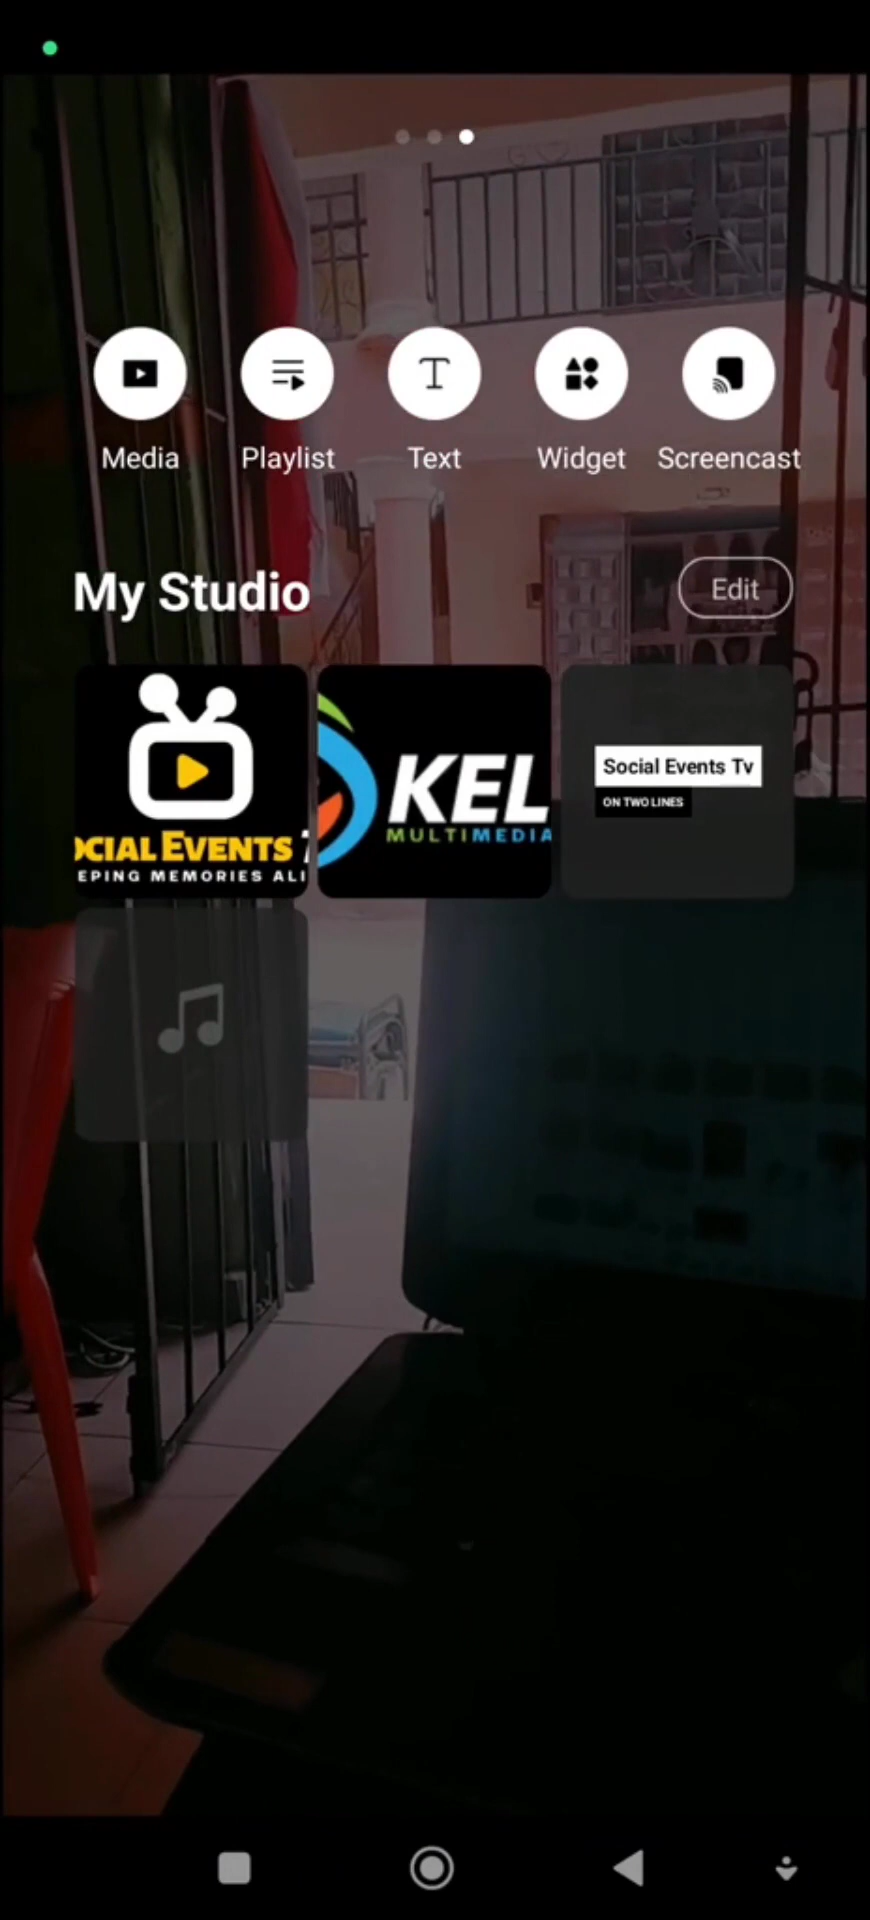 Media
Playlist
Text
Widget
Screencast
My Studio
Edit
OCIAL EVENTS T
EPING MEMORIES ALI
KEL
MULTIMEDIA
Social Events Tv
ON TWO LINES